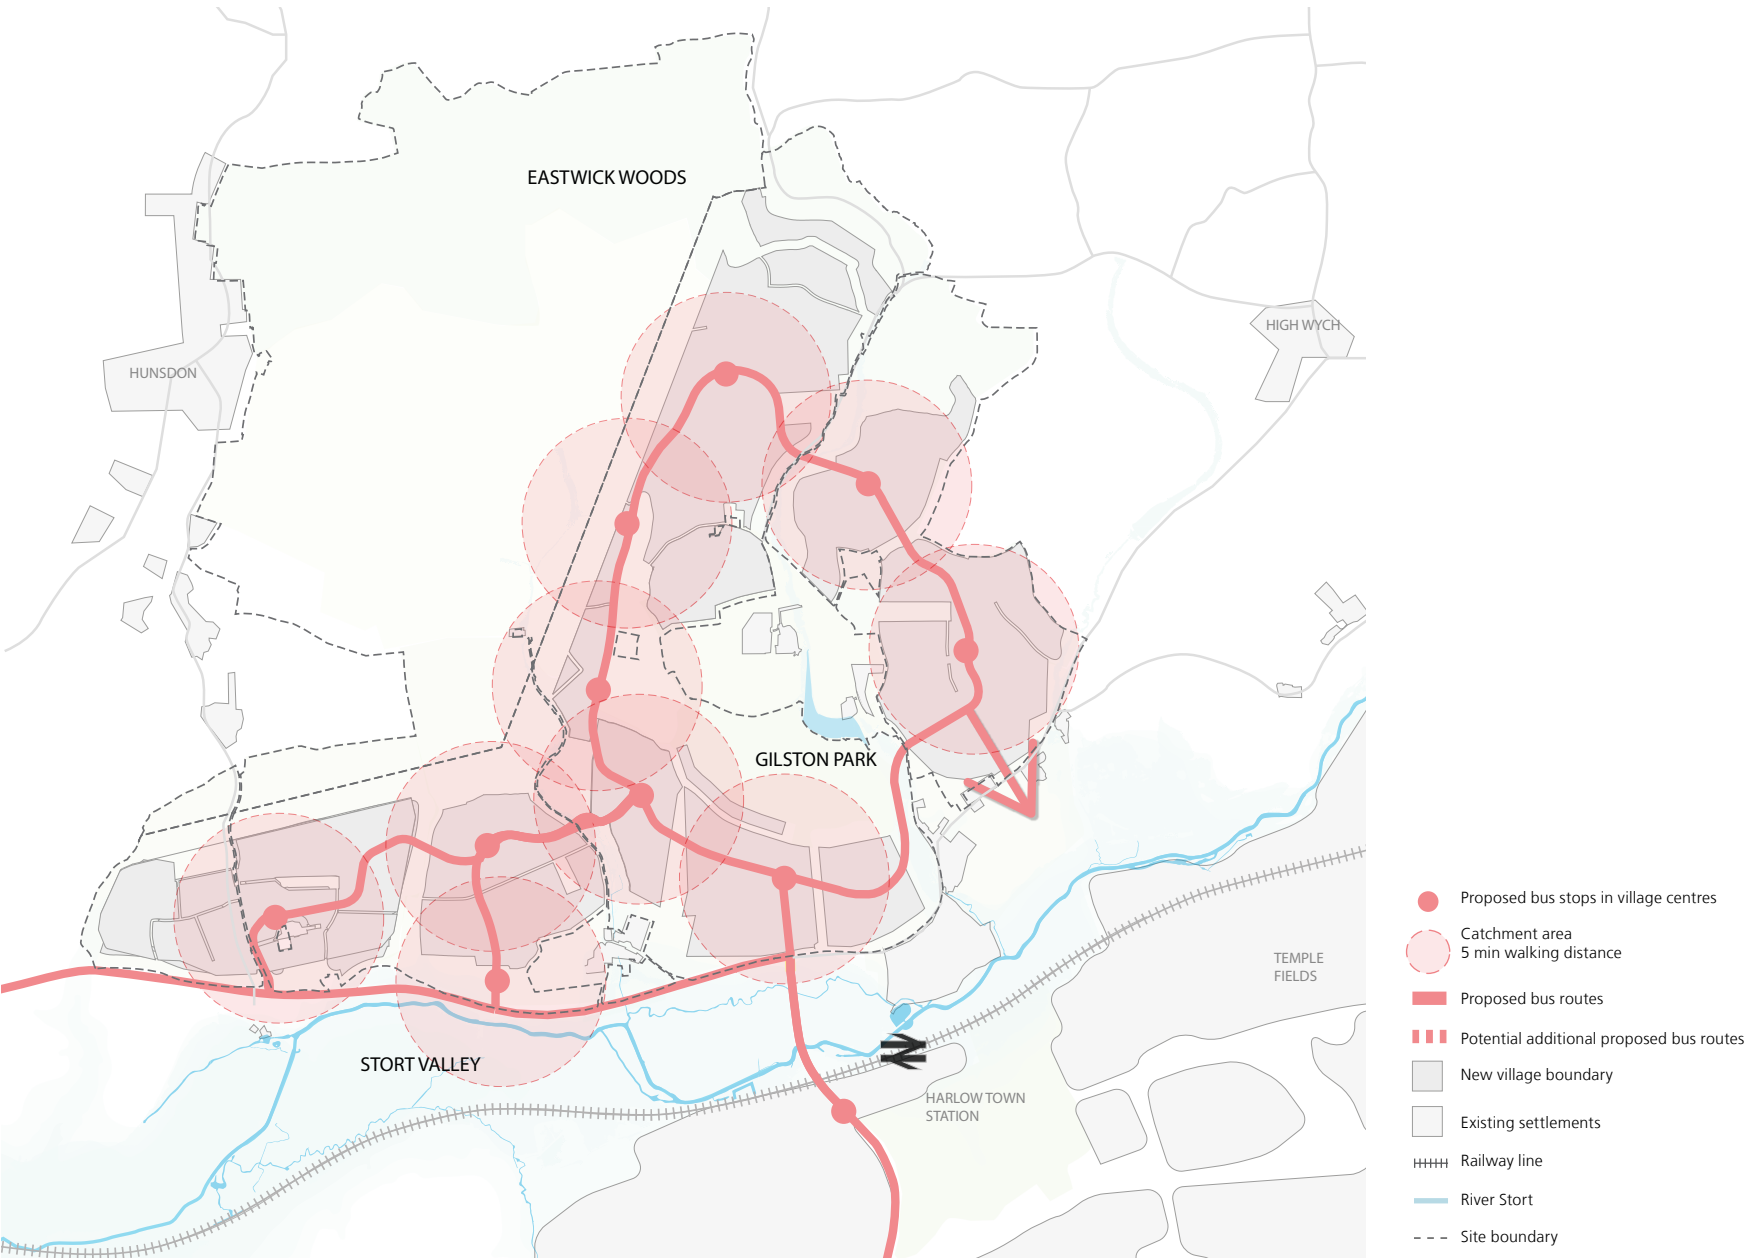 EASTWICK WOODS
HIGH WYCH
HUNSDON
GILSTON PARK
STORT VALLEY
TEMPLE
FIELDS
HARLOW TOWN
STATION
Proposed bus stops in village centres
Catchment area
5 min walking distance
Proposed bus routes
Potential additional proposed bus routes
New village boundary
Existing settlements
Railway line
River Stort
Site boundary